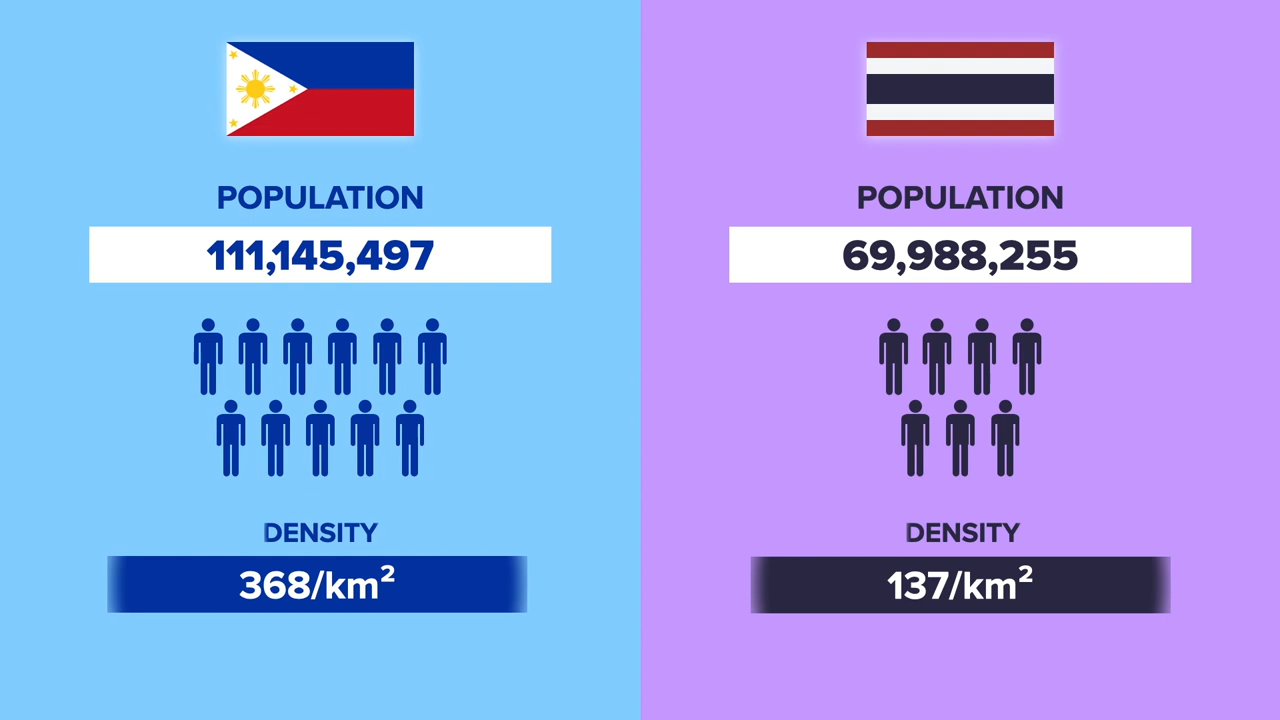 POPULATION
111,145,497
DENSITY
368/km²
POPULATION
69,988,255
DENSITY
137/km²